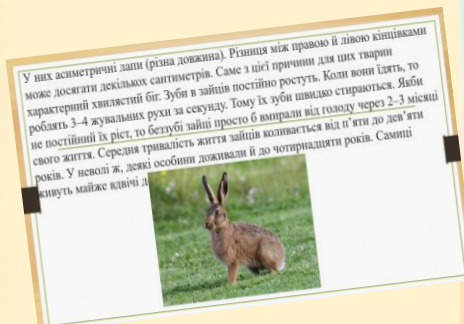 У них асиметричні лапи (різна довжина). Різниця між правою й лівою кінцівками
може досягати декількох сантиметрів. Саме з цієї причини для цих тварин
характерний хвилястий біг. Зуби в зайців постійно ростуть. Коли вони їдять, то
роблять 3–4 жувальних рухи за секунду. Тому їх зуби швидко стираються. Якби
не постійний їх ріст, то беззубі зайці просто б вмирали від голоду через 2–3 місяці
свого життя. Середня тривалість життя зайців коливається від п'яти до дев'яти
років. У неволі ж, деякі особини доживали й до чотирнадцяти років. Самиці
живуть майже вдвічі